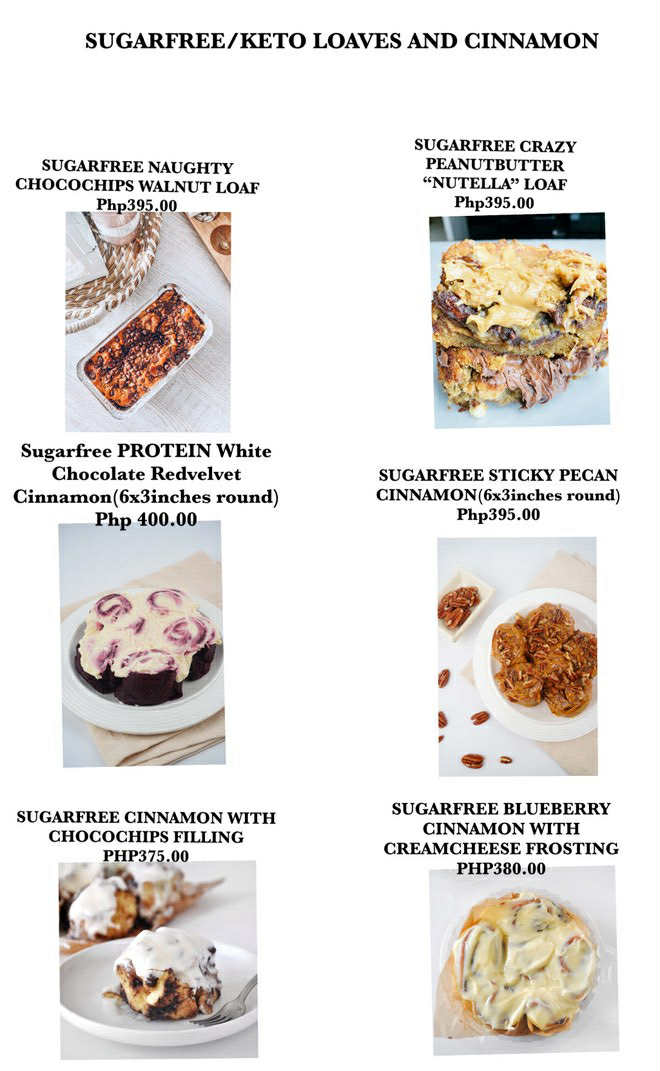 SUGARFREE/KETO LOAVES AND CINNAMON
SUGARFREE NAUGHTY
CHOCOCHIPS WALNUT LOAF
Php395.00
SUGARFREE CRAZY
PEANUTBUTTER
“NUTELLA” LOAF
Php395.00
Sugarfree PROTEIN White
Chocolate Redvelvet
Cinnamon(6x3inches round)
Php 400.00
SUGARFREE STICKY PECAN
CINNAMON(6x3inches round)
Php395.00
SUGARFREE CINNAMON WITH
CHOCOCHIPS FILLING
PHP375.00
SUGARFREE BLUEBERRY
CINNAMON WITH
CREAMCHEESE FROSTING
PHP380.00